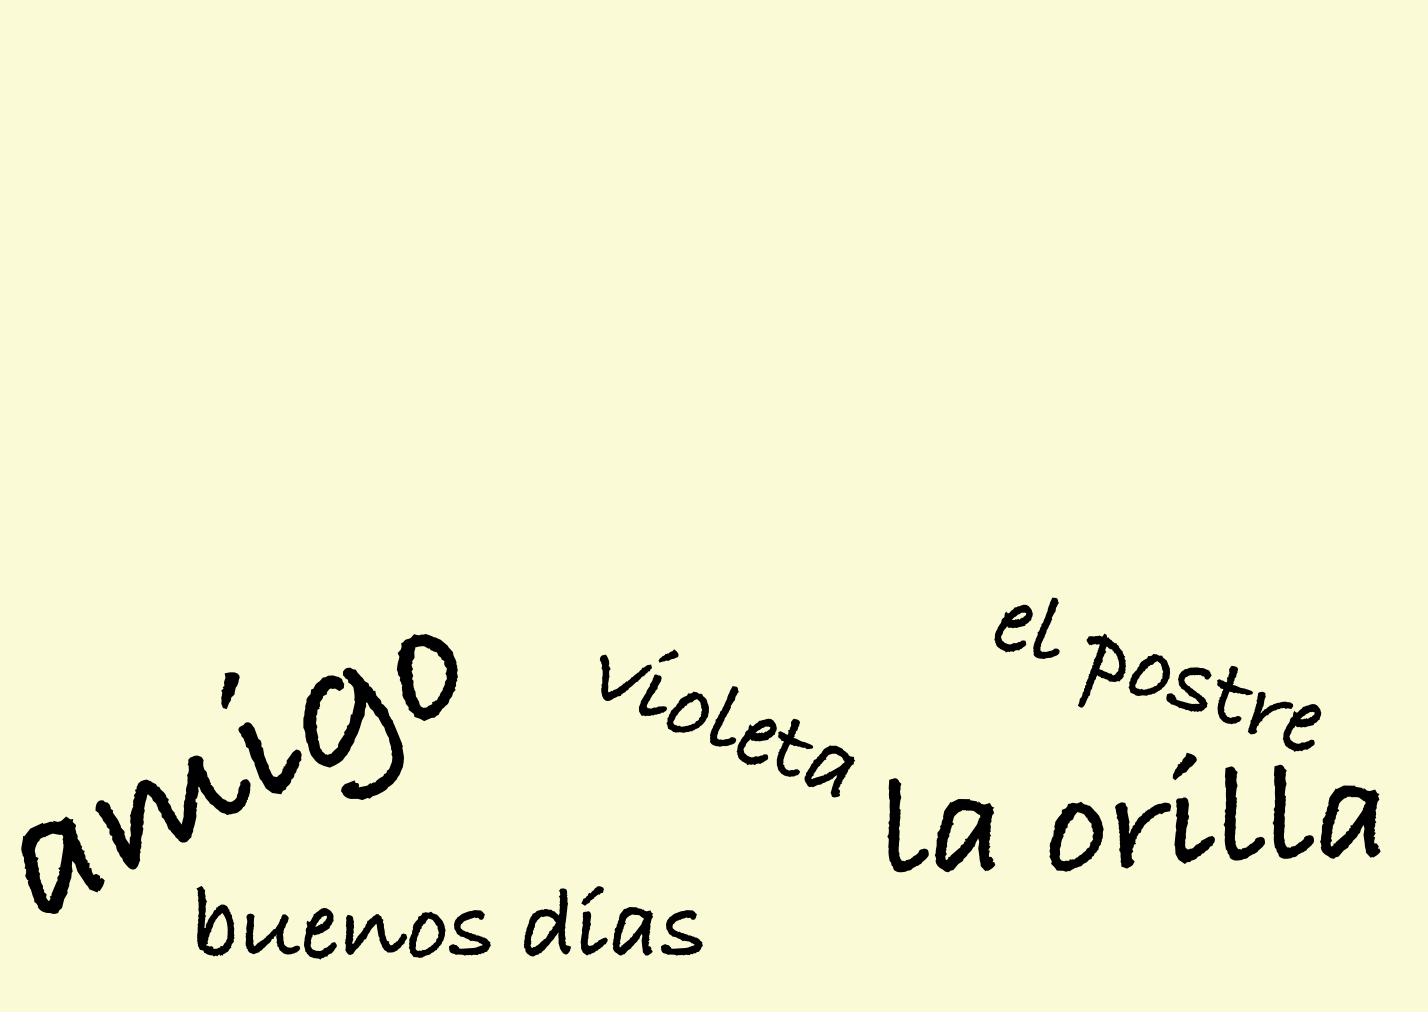 el postre
amigo
violeta
la orilla
buenos días